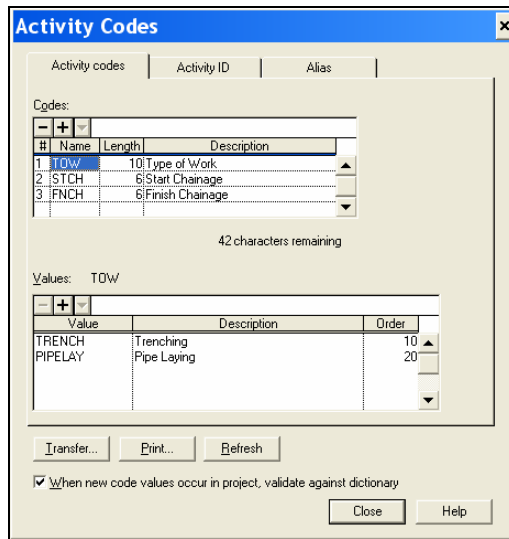 Activity Codes
Activity codes Activity ID Alias
Codes:
# Name Length Description
1 TOW 10 Type of Work
2 STCH 6 Start Chainage
3 FNCH 6 Finish Chainage
42 characters remaining
Values: TOW
Value Description Order
TRENCH Trenching 10
PIPELAY Pipe Laying 20
Transfer... Print... Refresh
When new code values occur in project, validate against dictionary
Close Help